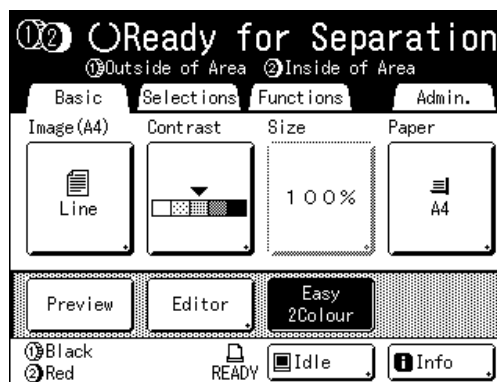 ①② Ready for Separation
①Outside of Area ②Inside of Area
Basic Selections Functions Admin.
Image(A4) Contrast Size Paper
Line 100% A4
Preview Editor Easy 2Colour
①Black
②Red
READY Idle Info